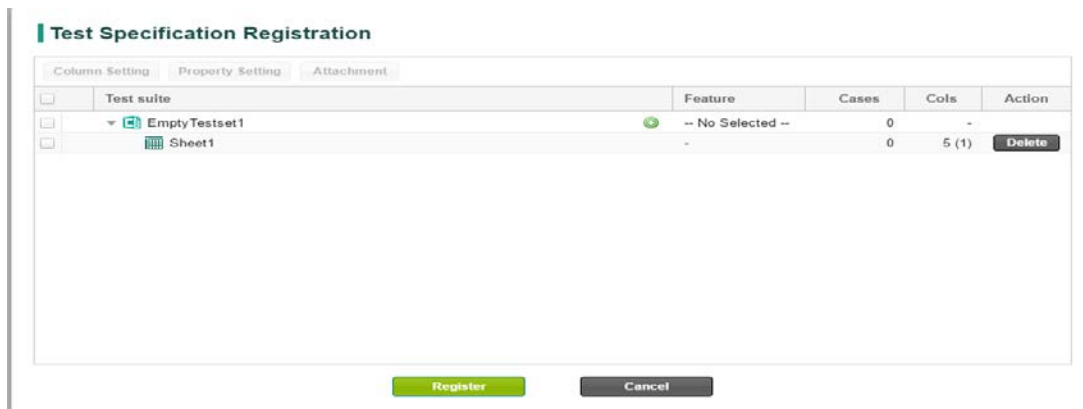 Test Specification Registration
Column Setting Property Setting Attachment
Test suite Feature Cases Cols Action
EmptyTestset1 -- No Selected -- 0 -
Sheet1 - 0 5 (1) Delete
Register Cancel